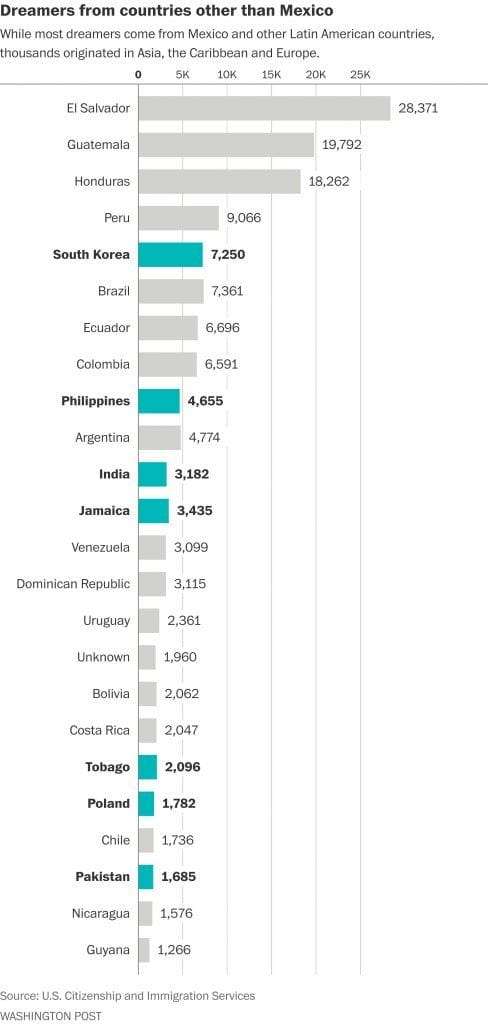 Dreamers from countries other than Mexico
While most dreamers come from Mexico and other Latin American countries,
thousands originated in Asia, the Caribbean and Europe.
0 5K 10K 15K 20K 25K
El Salvador 28,371
Guatemala 19,792
Honduras 18,262
Peru 9,066
South Korea 7,250
Brazil 7,361
Ecuador 6,696
Colombia 6,591
Philippines 4,655
Argentina 4,774
India 3,182
Jamaica 3,435
Venezuela 3,099
Dominican Republic 3,115
Uruguay 2,361
Unknown 1,960
Bolivia 2,062
Costa Rica 2,047
Tobago 2,096
Poland 1,782
Chile 1,736
Pakistan 1,685
Nicaragua 1,576
Guyana 1,266
Source: U.S. Citizenship and Immigration Services
WASHINGTON POST